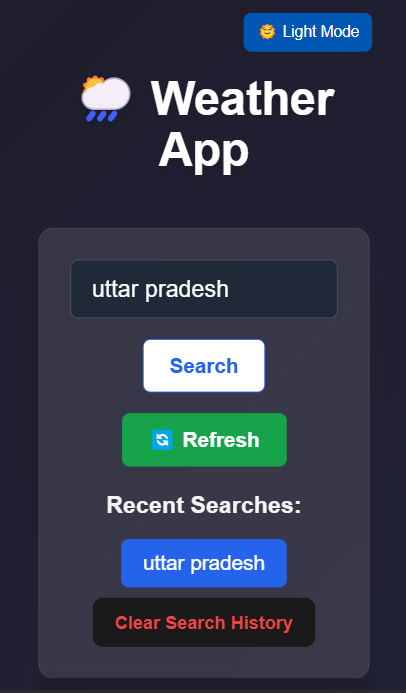 🌞 Light Mode
🌦️ Weather
App
uttar pradesh
Search
🔄 Refresh
Recent Searches:
uttar pradesh
Clear Search History